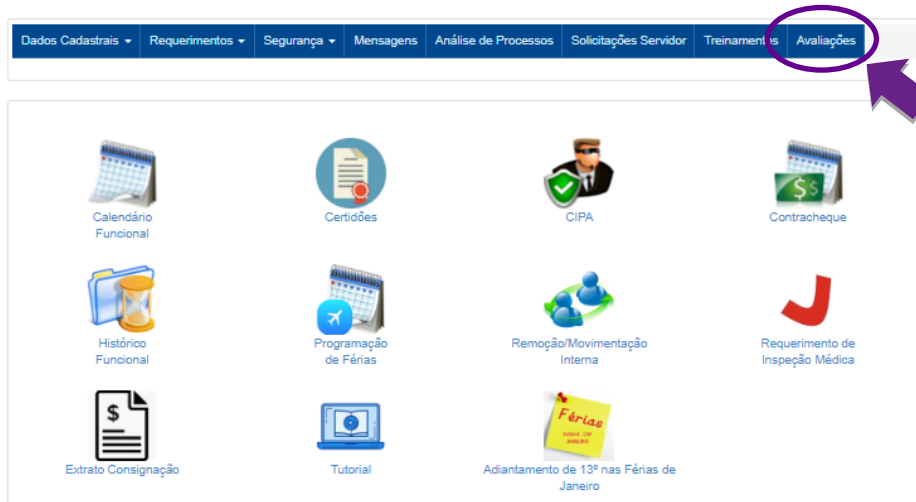 Dados Cadastrais Requerimentos Segurança Mensagens Análise de Processos Solicitações Servidor Treinamentos Avaliações
Calendário
Funcional
Certidões
CIPA
$$
Contracheque
Histórico
Funcional
Programação
de Férias
Remoção/Movimentação
Interna
Requerimento de
Inspeção Médica
$
Extrato Consignação
Tutorial
Férias
JANEIRO
Adiantamento de 13º nas Férias de
Janeiro